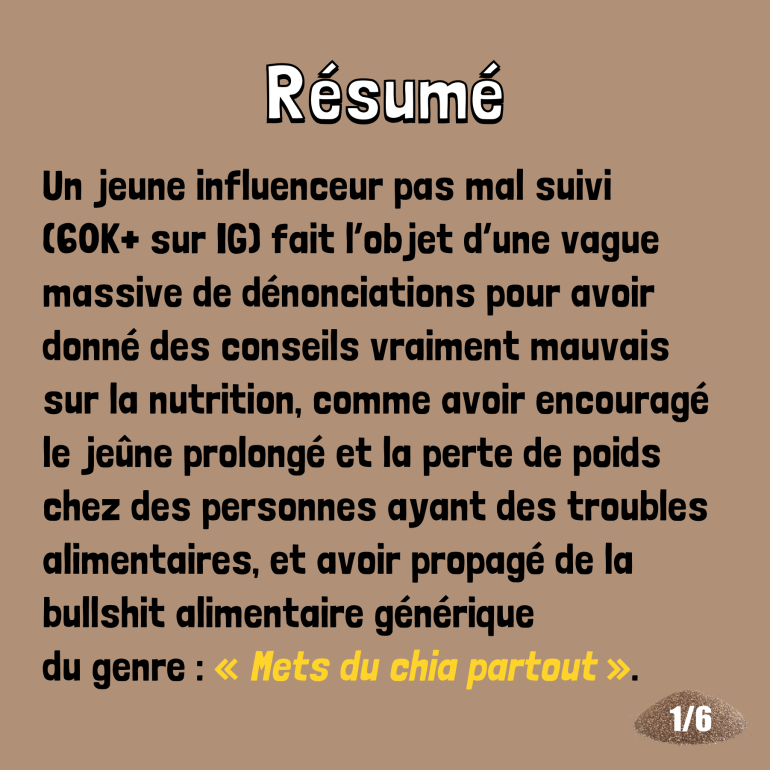 Résumé
Un jeune influenceur pas mal suivi
(60K+ sur IG) fait l'objet d'une vague
massive de dénonciations pour avoir
donné des conseils vraiment mauvais
sur la nutrition, comme avoir encouragé
le jeûne prolongé et la perte de poids
chez des personnes ayant des troubles
alimentaires, et avoir propagé de la
bullshit alimentaire générique
du genre : « Mets du chia partout ».
1/6